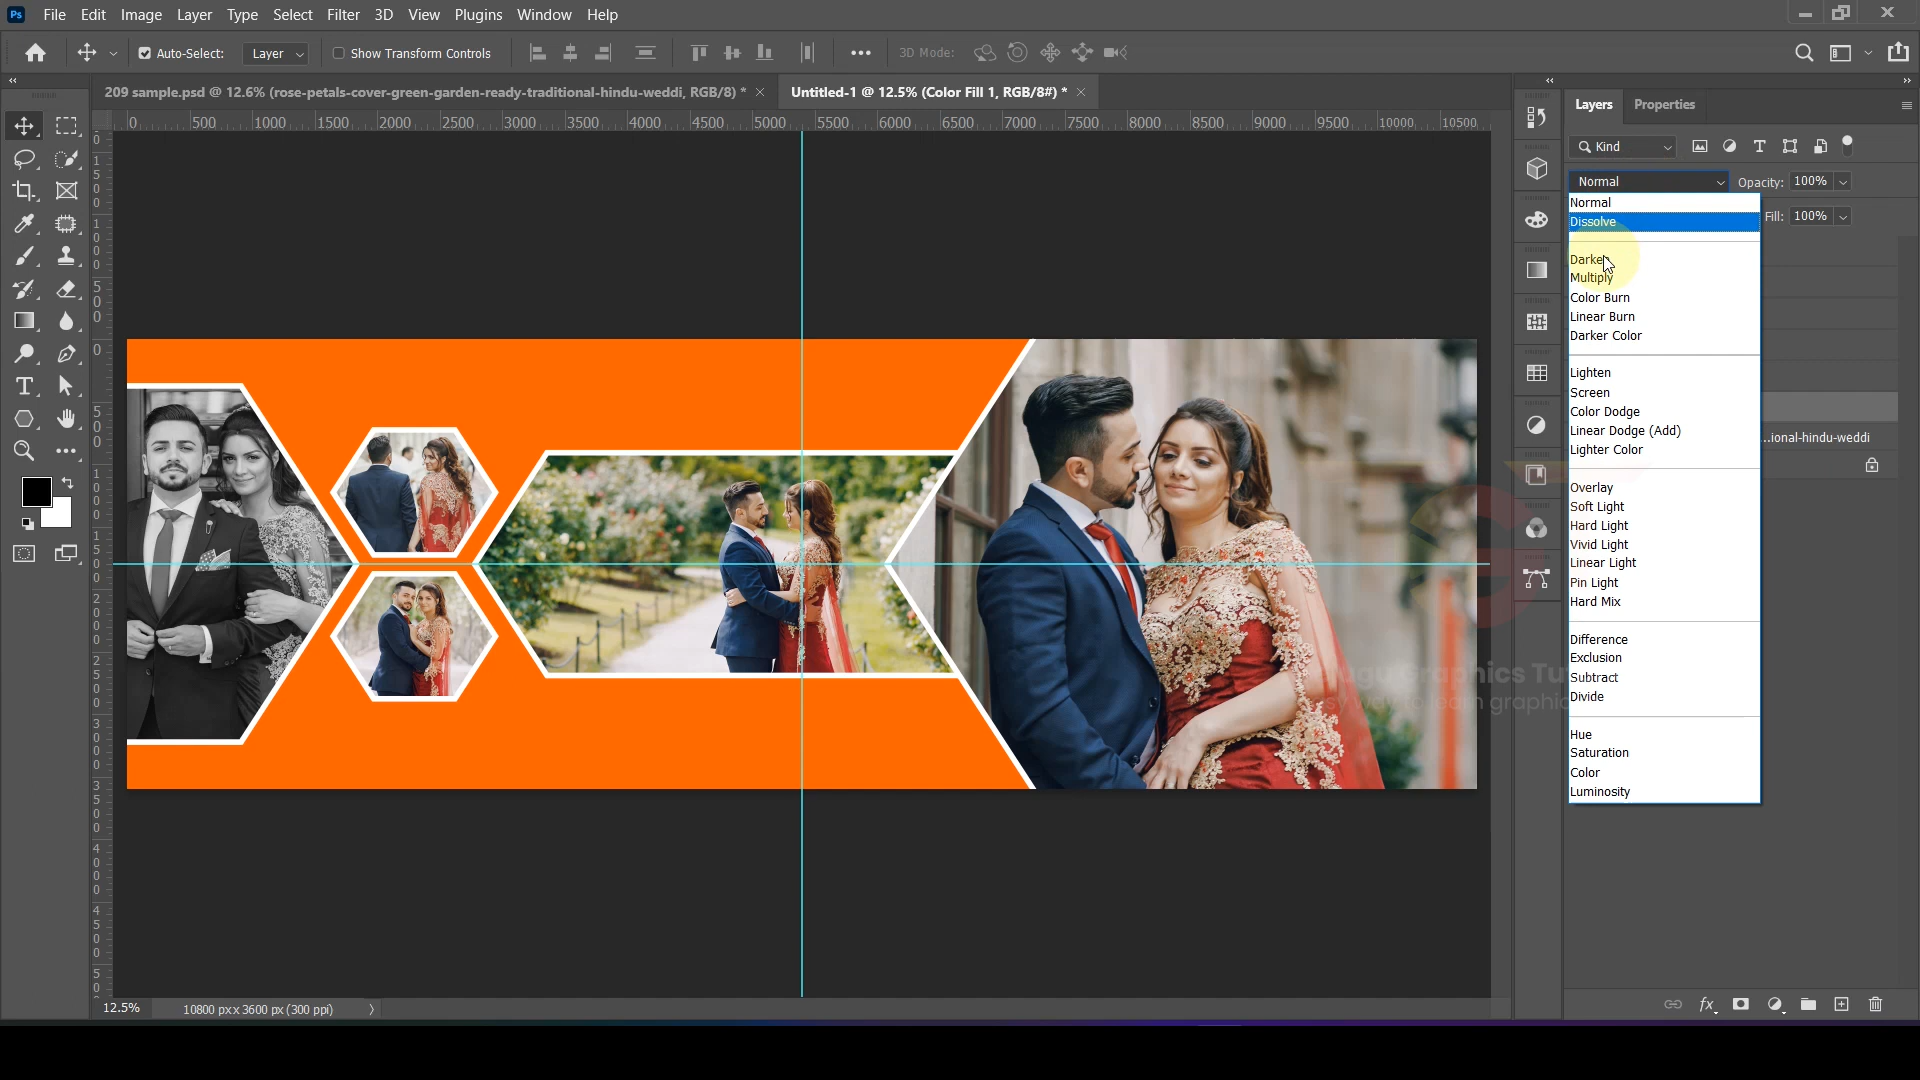 Ps File Edit Image Layer Type Select Filter 3D View Plugins Window Help
Auto-Select: Layer Show Transform Controls 3D Mode:
209 sample.psd @ 12.6% (rose-petals-cover-green-garden-ready-traditional-hindu-weddi, RGB/8) * Untitled-1 @ 12.5% (Color Fill 1, RGB/8#) *
0 500 1000 1500 2000 2500 3000 3500 4000 4500 5000 5500 6000 6500 7000 7500 8000 8500 9000 9500 10000 10500
Layers Properties
Kind
Normal Opacity: 100%
Fill: 100%
Normal
Dissolve
Darken
Multiply
Color Burn
Linear Burn
Darker Color
Lighten
Screen
Color Dodge
Linear Dodge (Add)
Lighter Color
Overlay
Soft Light
Hard Light
Vivid Light
Linear Light
Pin Light
Hard Mix
Difference
Exclusion
Subtract
Divide
Hue
Saturation
Color
Luminosity
...ional-hindu-weddi
Graphics Tu
to learn graphic
12.5% 10800 px x 3600 px (300 ppi)